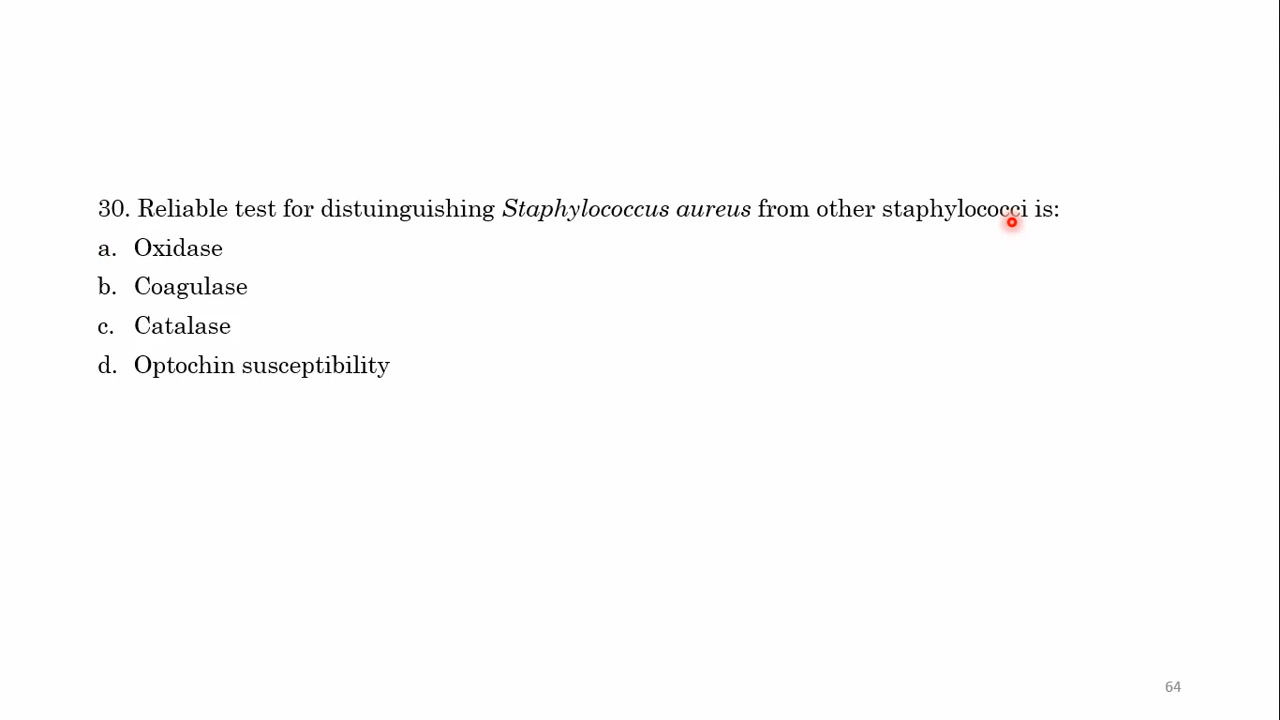 30. Reliable test for distuinguishing Staphylococcus aureus from other staphylococci is:
a. Oxidase
b. Coagulase
c. Catalase
d. Optochin susceptibility
64